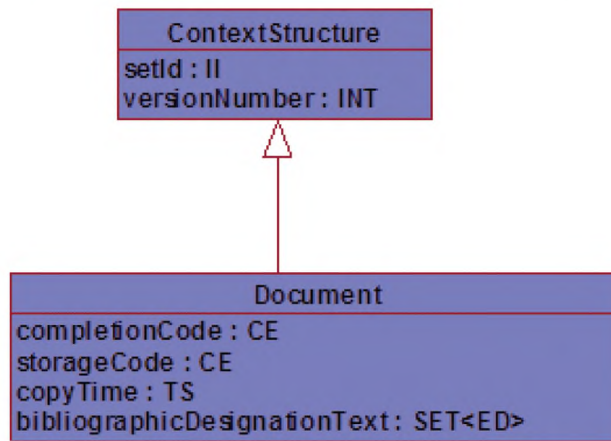 ContextStructure
setId : II
versionNumber : INT
Document
completionCode : CE
storageCode : CE
copyTime : TS
bibliographicDesignationText : SET<ED>